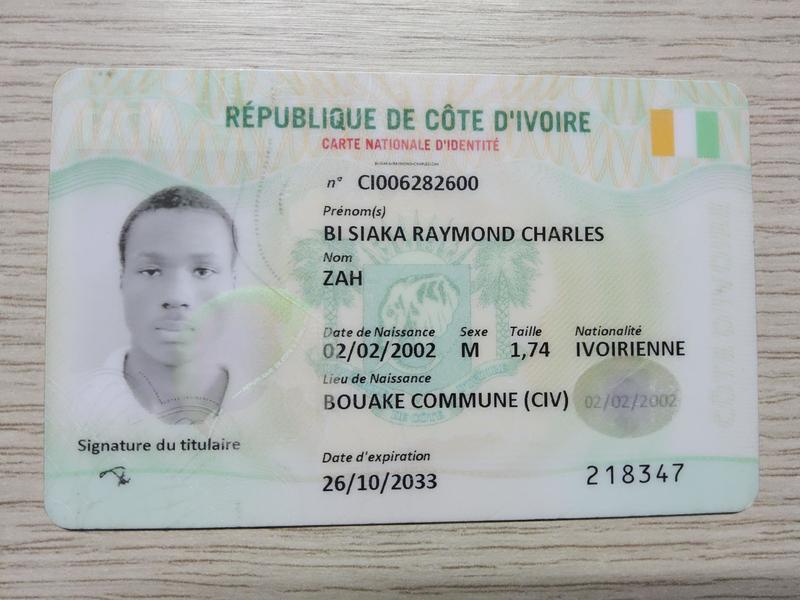 RÉPUBLIQUE DE CÔTE D'IVOIRE
CARTE NATIONALE D'IDENTITÉ
n° CI006282600
Prénom(s)
BI SIAKA RAYMOND CHARLES
Nom
ZAH
Date de Naissance Sexe Taille Nationalité
02/02/2002 M 1,74 IVOIRIENNE
Lieu de Naissance
BOUAKE COMMUNE (CIV) 02/02/2002
Signature du titulaire
Date d'expiration
26/10/2033
218347